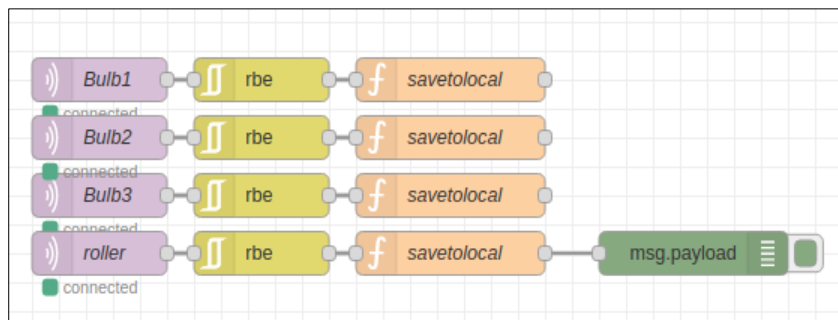 Bulb1 rbe savetolocal
connected
Bulb2 rbe savetolocal
connected
Bulb3 rbe savetolocal
connected
roller rbe savetolocal msg.payload
connected